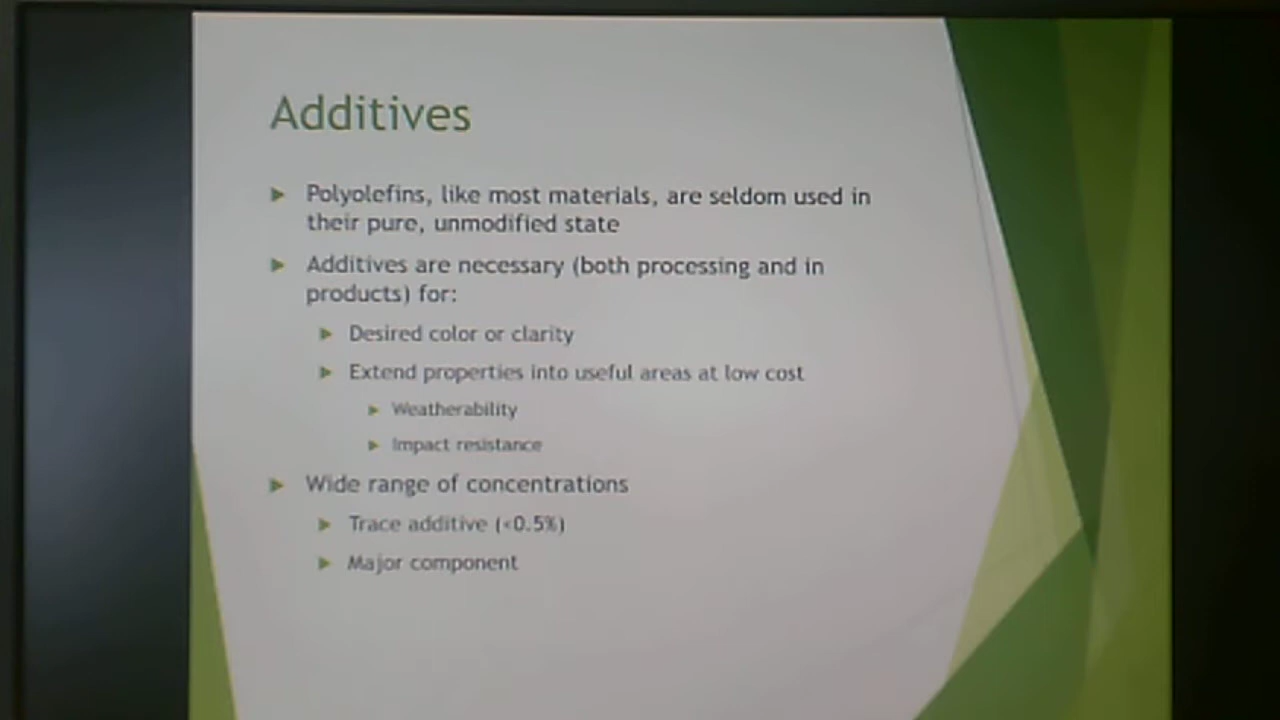 Additives
Polyolefins, like most materials, are seldom used in
their pure, unmodified state
Additives are necessary (both processing and in
products) for:
Desired color or clarity
Extend properties into useful areas at low cost
Weatherability
Impact resistance
Wide range of concentrations
Trace additive (<0.5%)
Major component